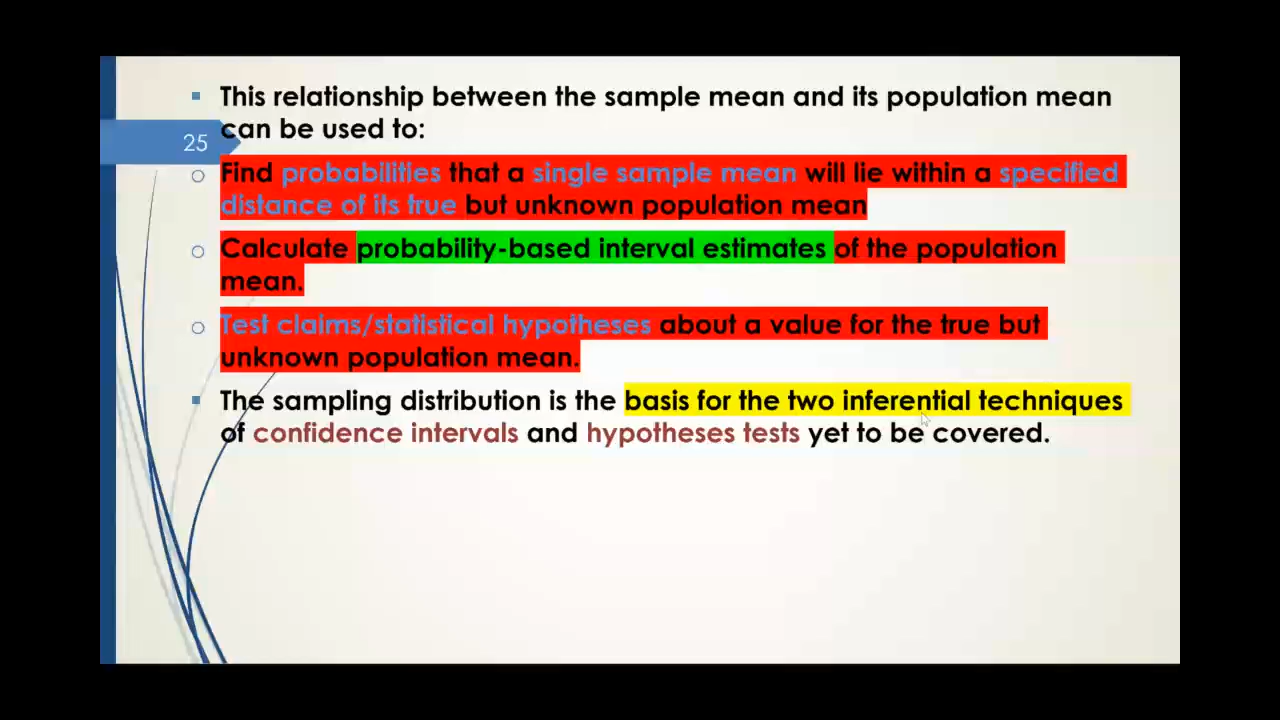 This relationship between the sample mean and its population mean
can be used to:
25
Find probabilities that a single sample mean will lie within a specified
distance of its true but unknown population mean
Calculate probability-based interval estimates of the population
mean.
Test claims/statistical hypotheses about a value for the true but
unknown population mean.
The sampling distribution is the basis for the two inferential techniques
of confidence intervals and hypotheses tests yet to be covered.